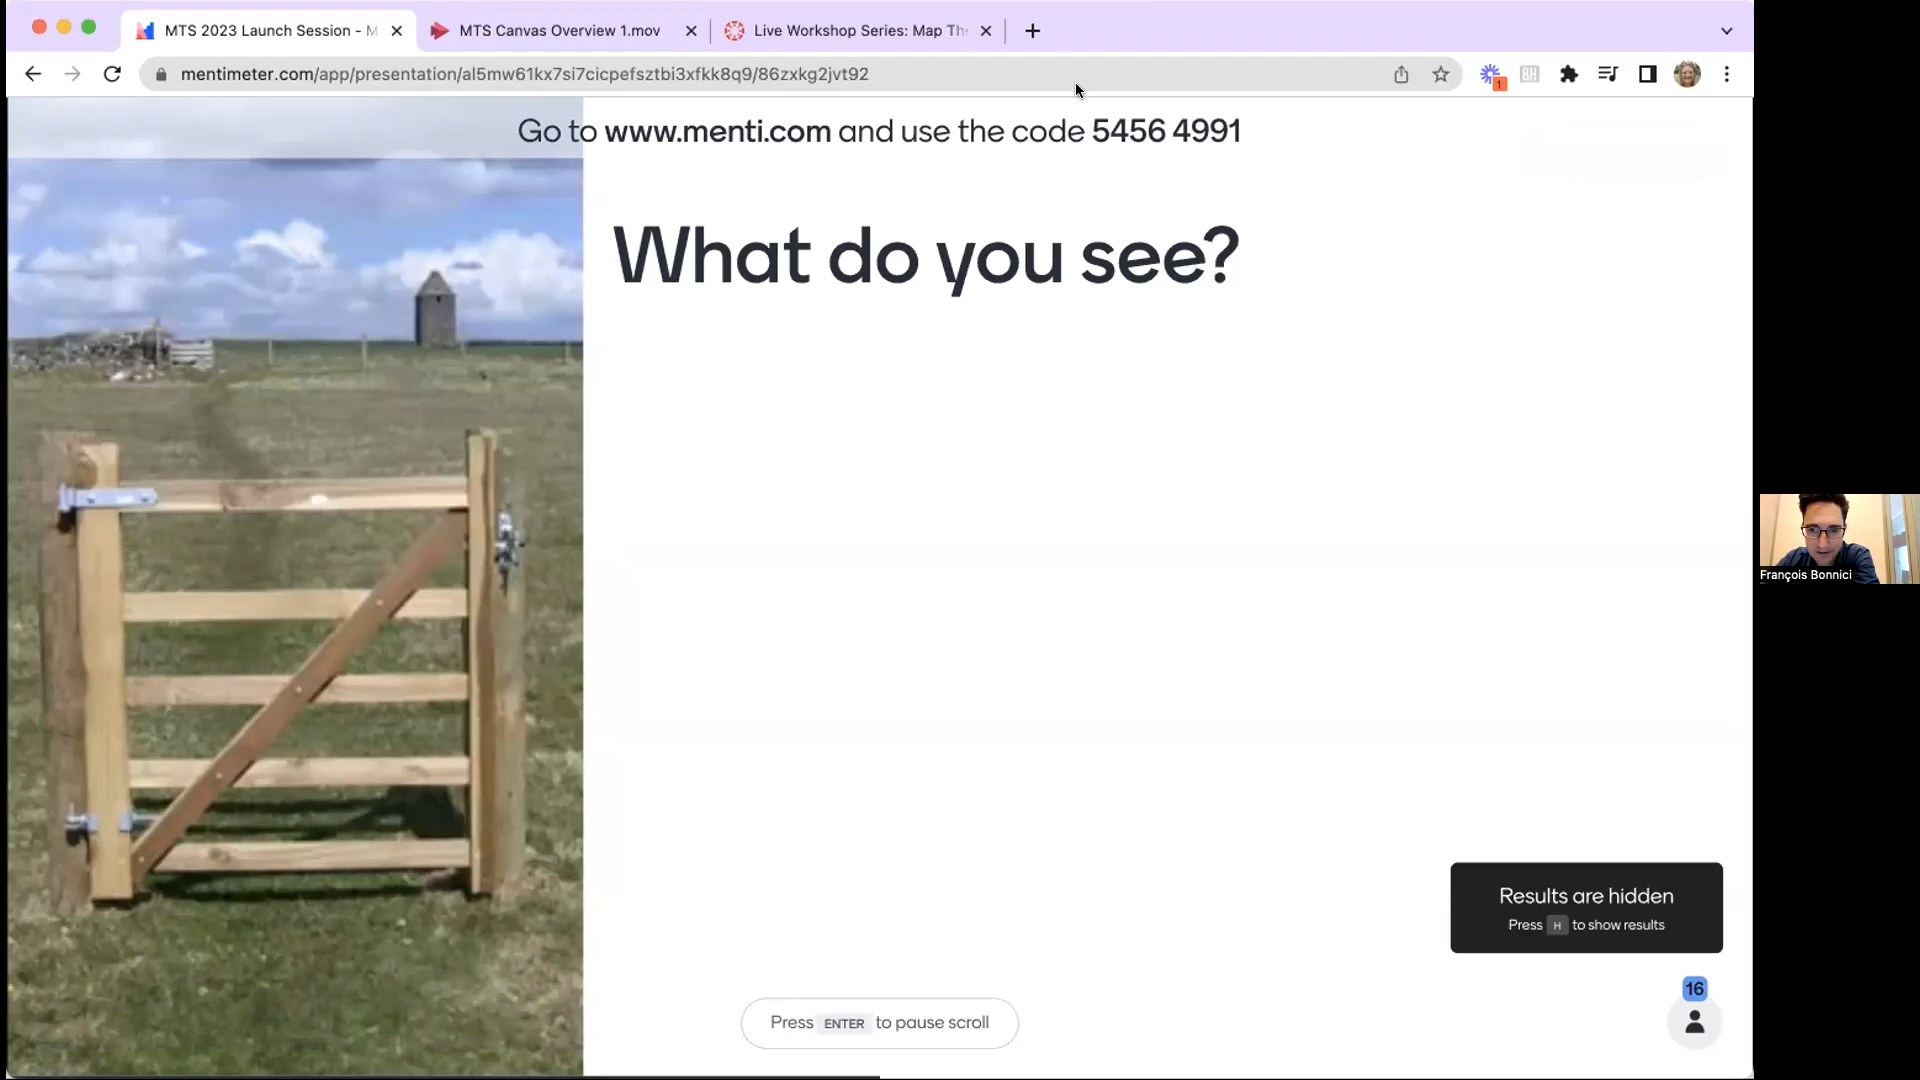 MTS 2023 Launch Session - M
MTS Canvas Overview 1.mov
Live Workshop Series: Map Th
mentimeter.com/app/presentation/al5mw61kx7si7cicpefsztbi3xfkk8q9/86zxkg2jvt92
1
BH
Go to www.menti.com and use the code 5456 4991
What do you see?
François Bonnici
Results are hidden
Press H to show results
16
Press ENTER to pause scroll